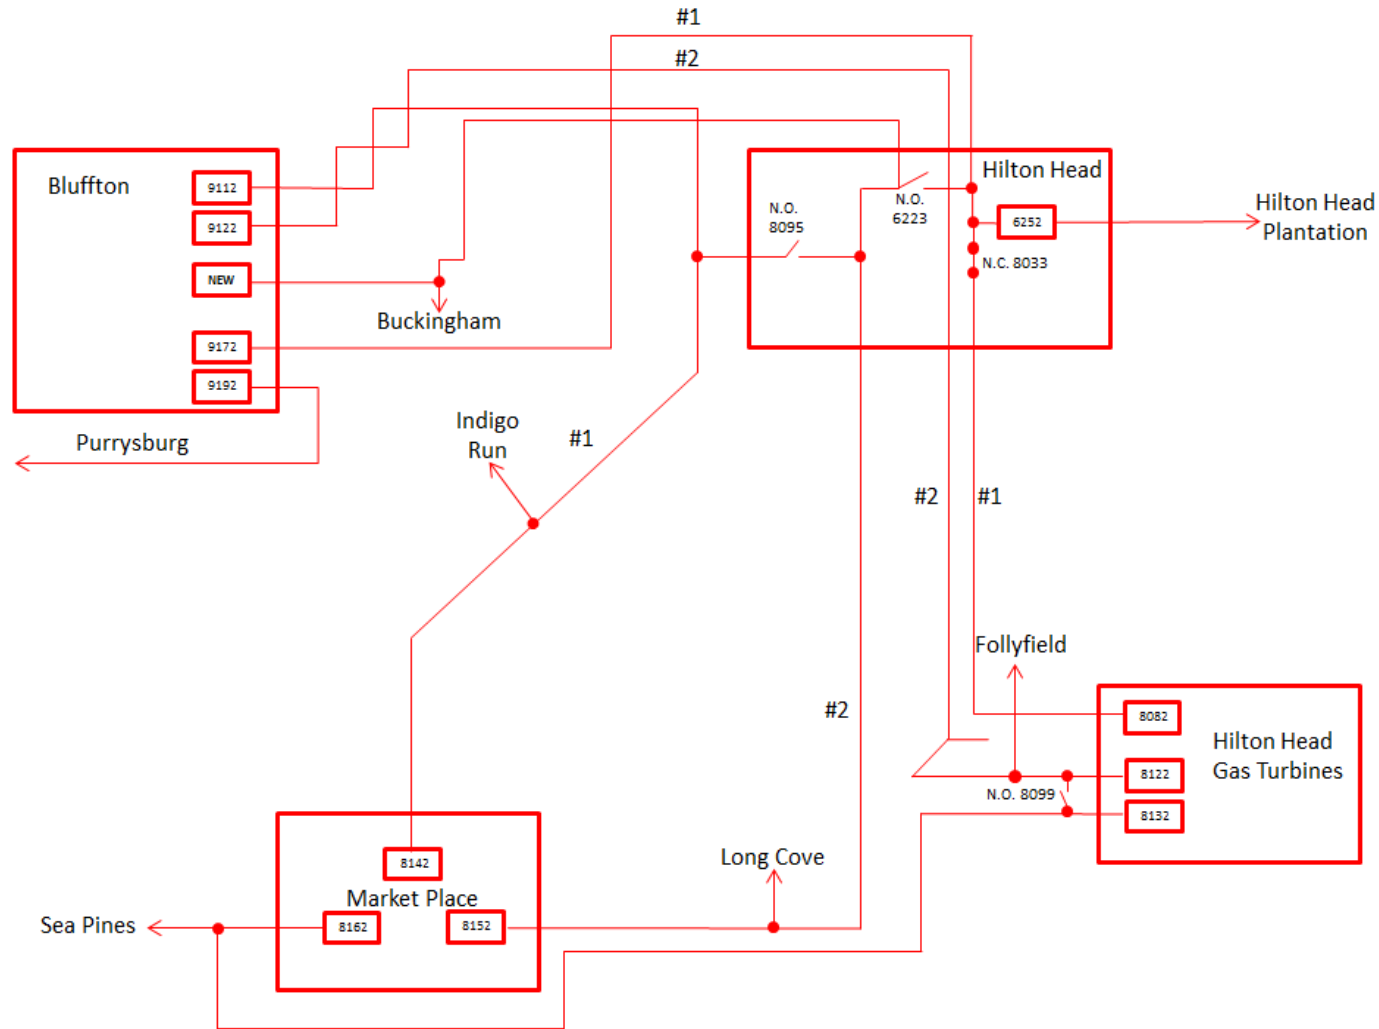 #1
#2
Bluffton
9112
9122
NEW
9172
9192
Buckingham
Purrysburg
Hilton Head
N.O.
8095
N.O.
6223
6252
N.C. 8033
Hilton Head
Plantation
Indigo
Run
#1
#2
#1
Follyfield
#2
8082
8122
8132
Hilton Head
Gas Turbines
N.O. 8099
8142
Market Place
8162
8152
Long Cove
Sea Pines